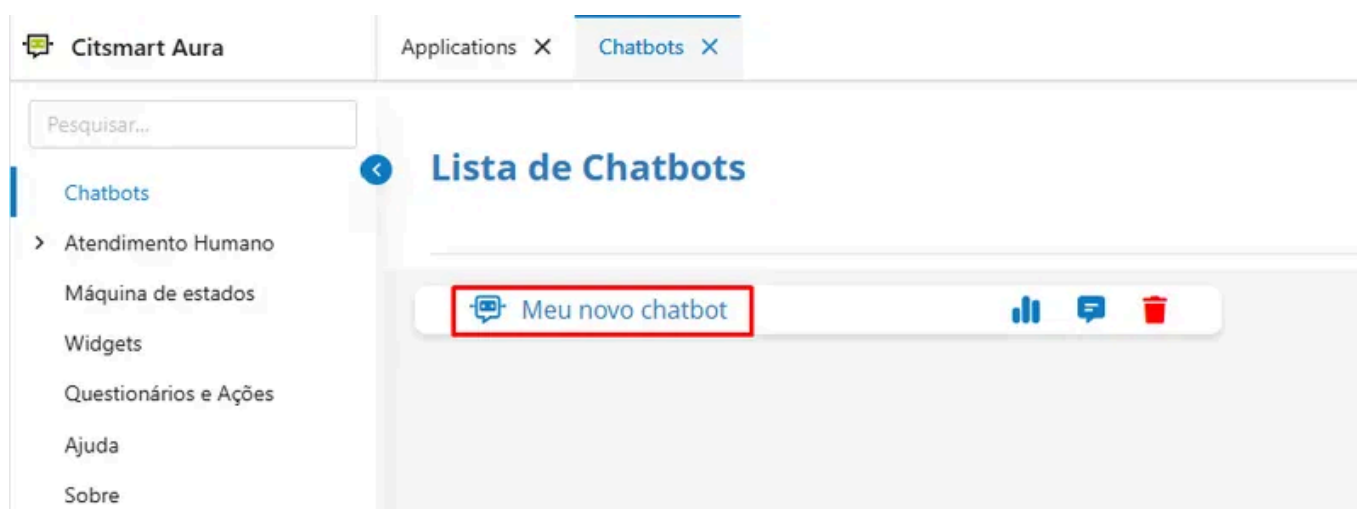 Citsmart Aura
Applications
Chatbots
Pesquisar...
Chatbots
Atendimento Humano
Máquina de estados
Widgets
Questionários e Ações
Ajuda
Sobre
Lista de Chatbots
Meu novo chatbot